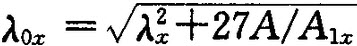 λ₀ₓ = √(λₓ² + 27A/A₁ₓ)